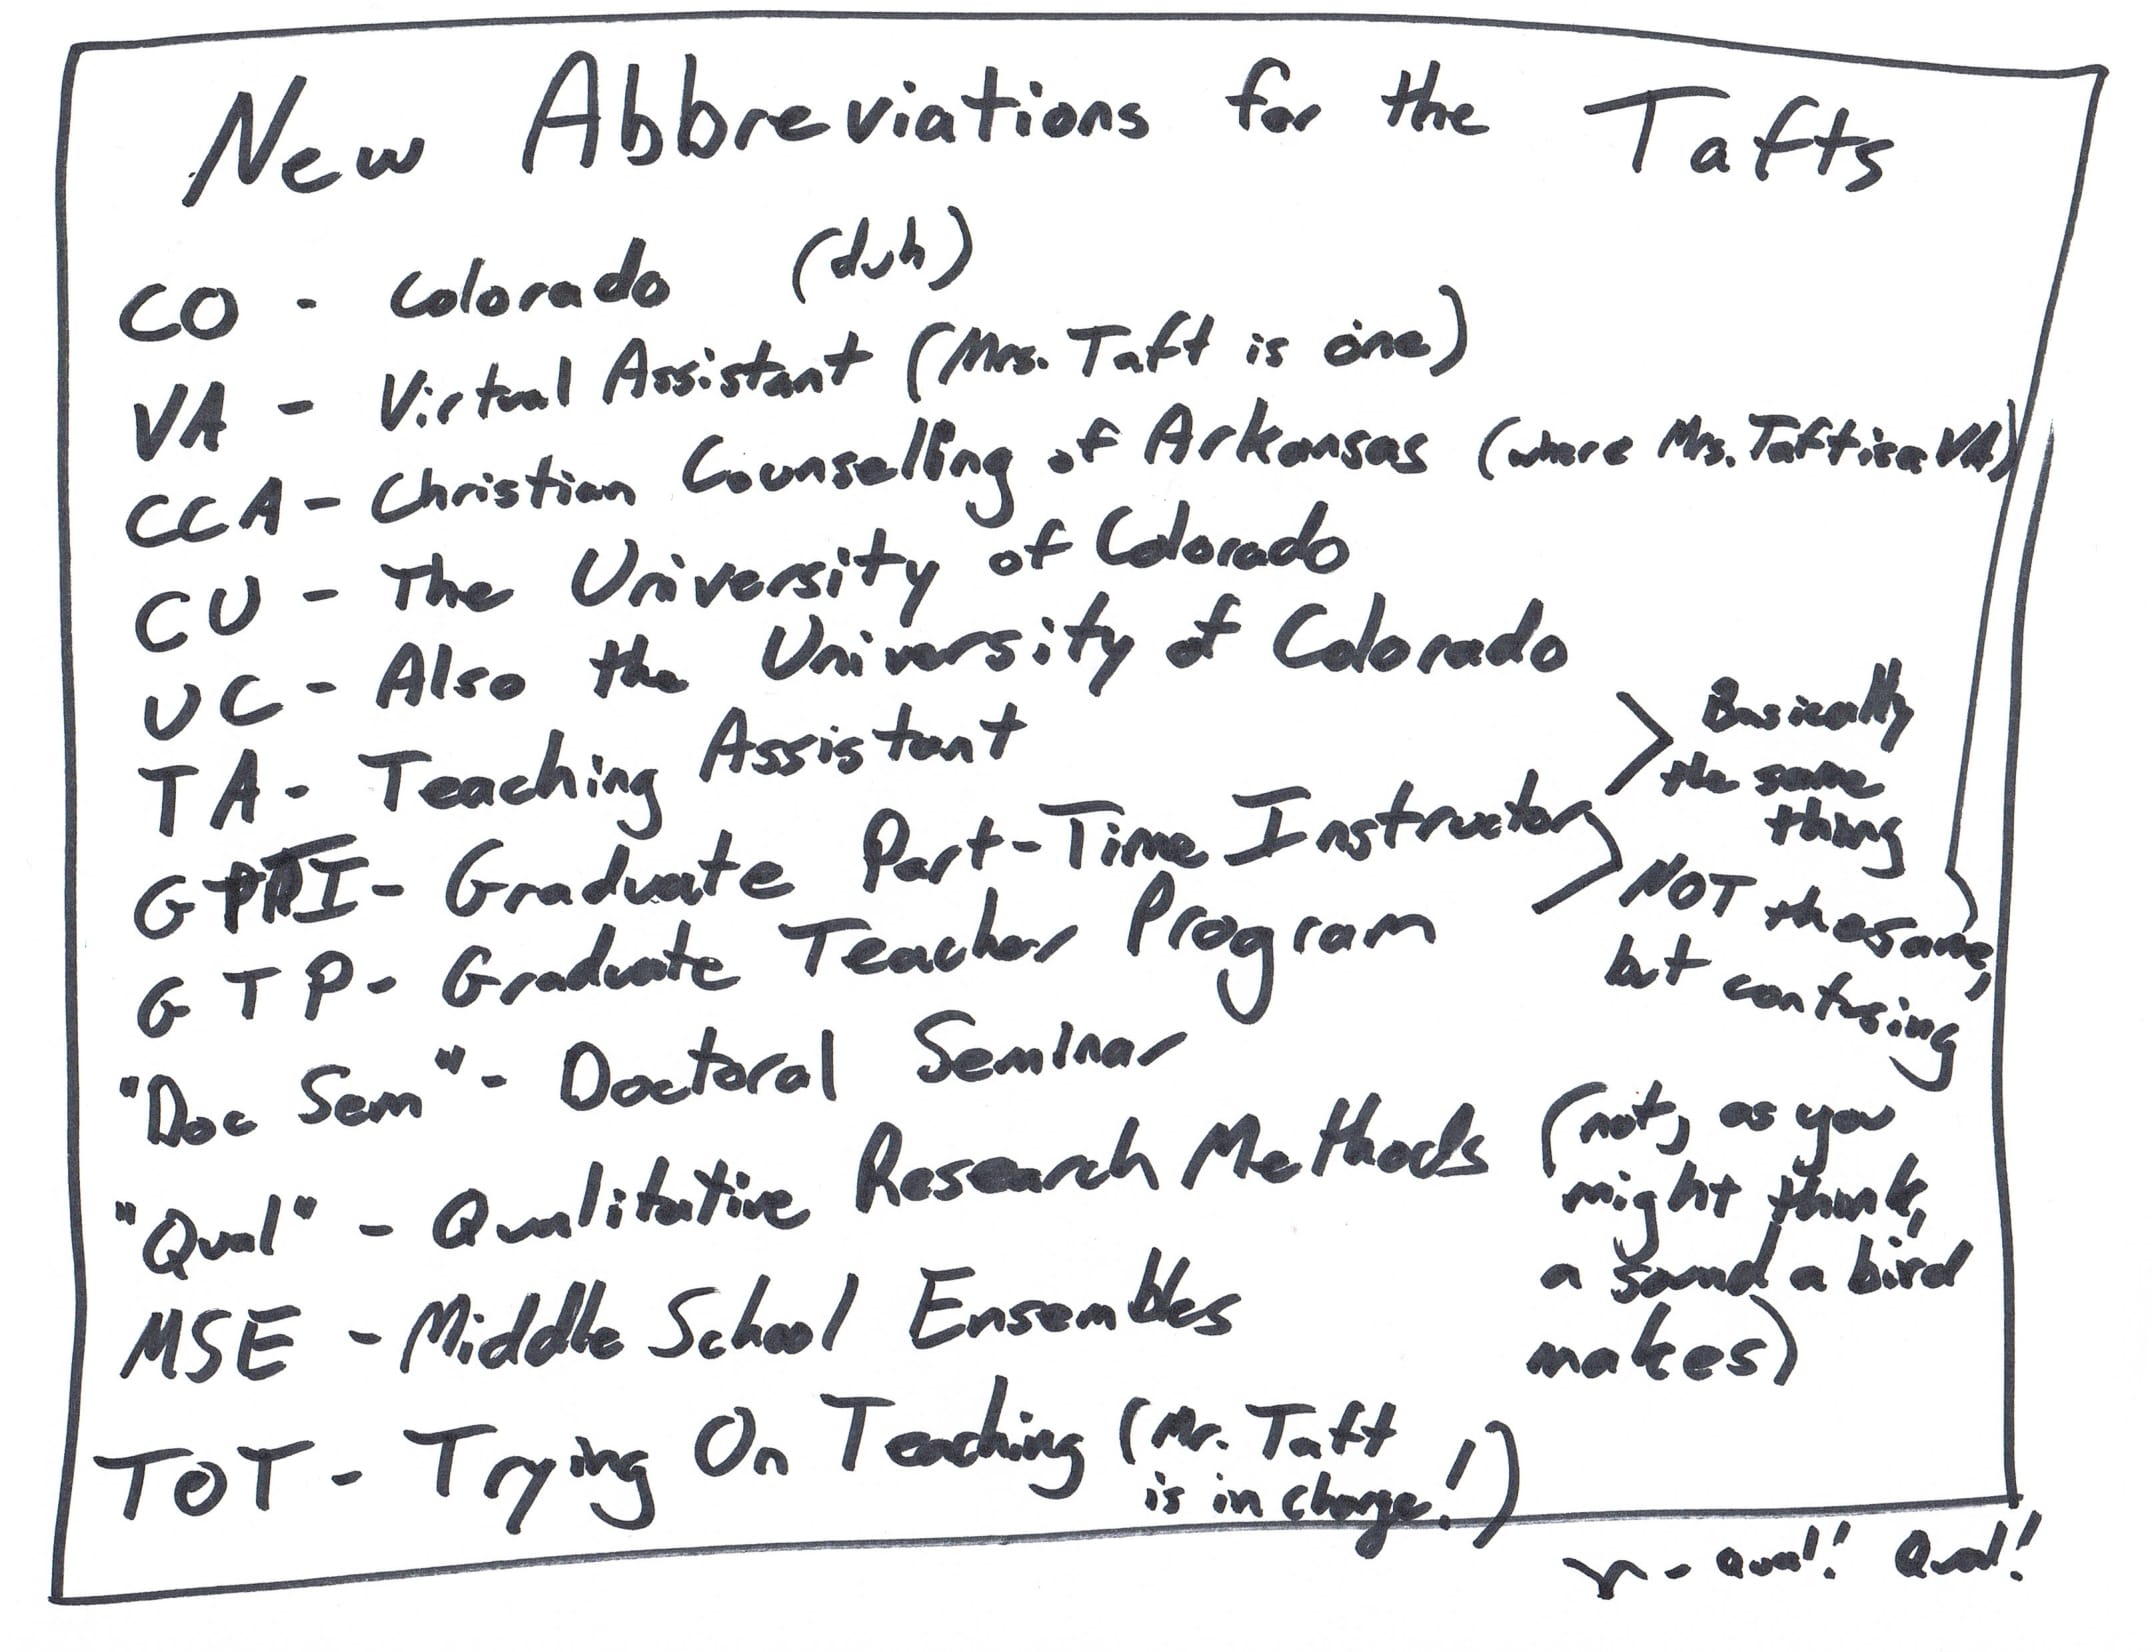 New Abbreviations for the Tafts
CO - Colorado (duh)
VA - Virtual Assistant (Mrs. Taft is one)
CCA - Christian Counselling of Arkansas (where Mrs. Taft is a VA)
CU - The University of Colorado
UC - Also the University of Colorado
TA - Teaching Assistant
GPTI - Graduate Part-Time Instructor
Basically
the same
thing
GTP - Graduate Teacher Program
NOT the same,
but confusing
"Doc Sem" - Doctoral Seminar
"Qual" - Qualitative Research Methods (not, as you
might think,
a sound a bird
makes)
MSE - Middle School Ensembles
TOT - Trying On Teaching (Mr. Taft
is in charge!)
- Qual! Qual!